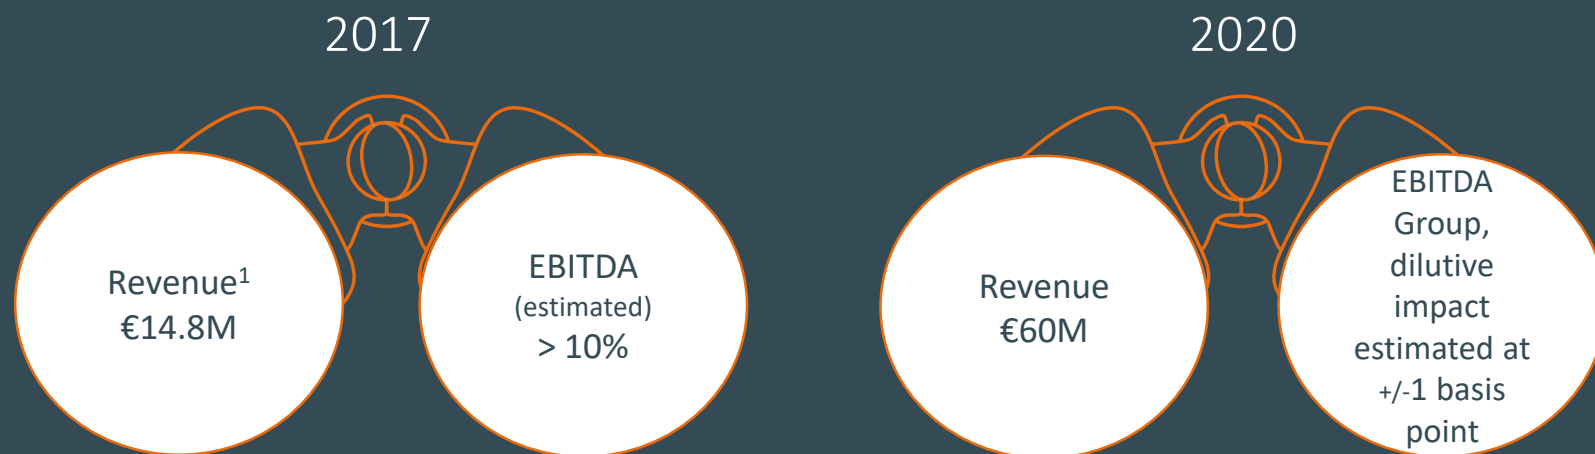 2017
Revenue¹
€14.8M
EBITDA
(estimated)
> 10%
2020
Revenue
€60M
EBITDA
Group,
dilutive
impact
estimated at
+/-1 basis
point